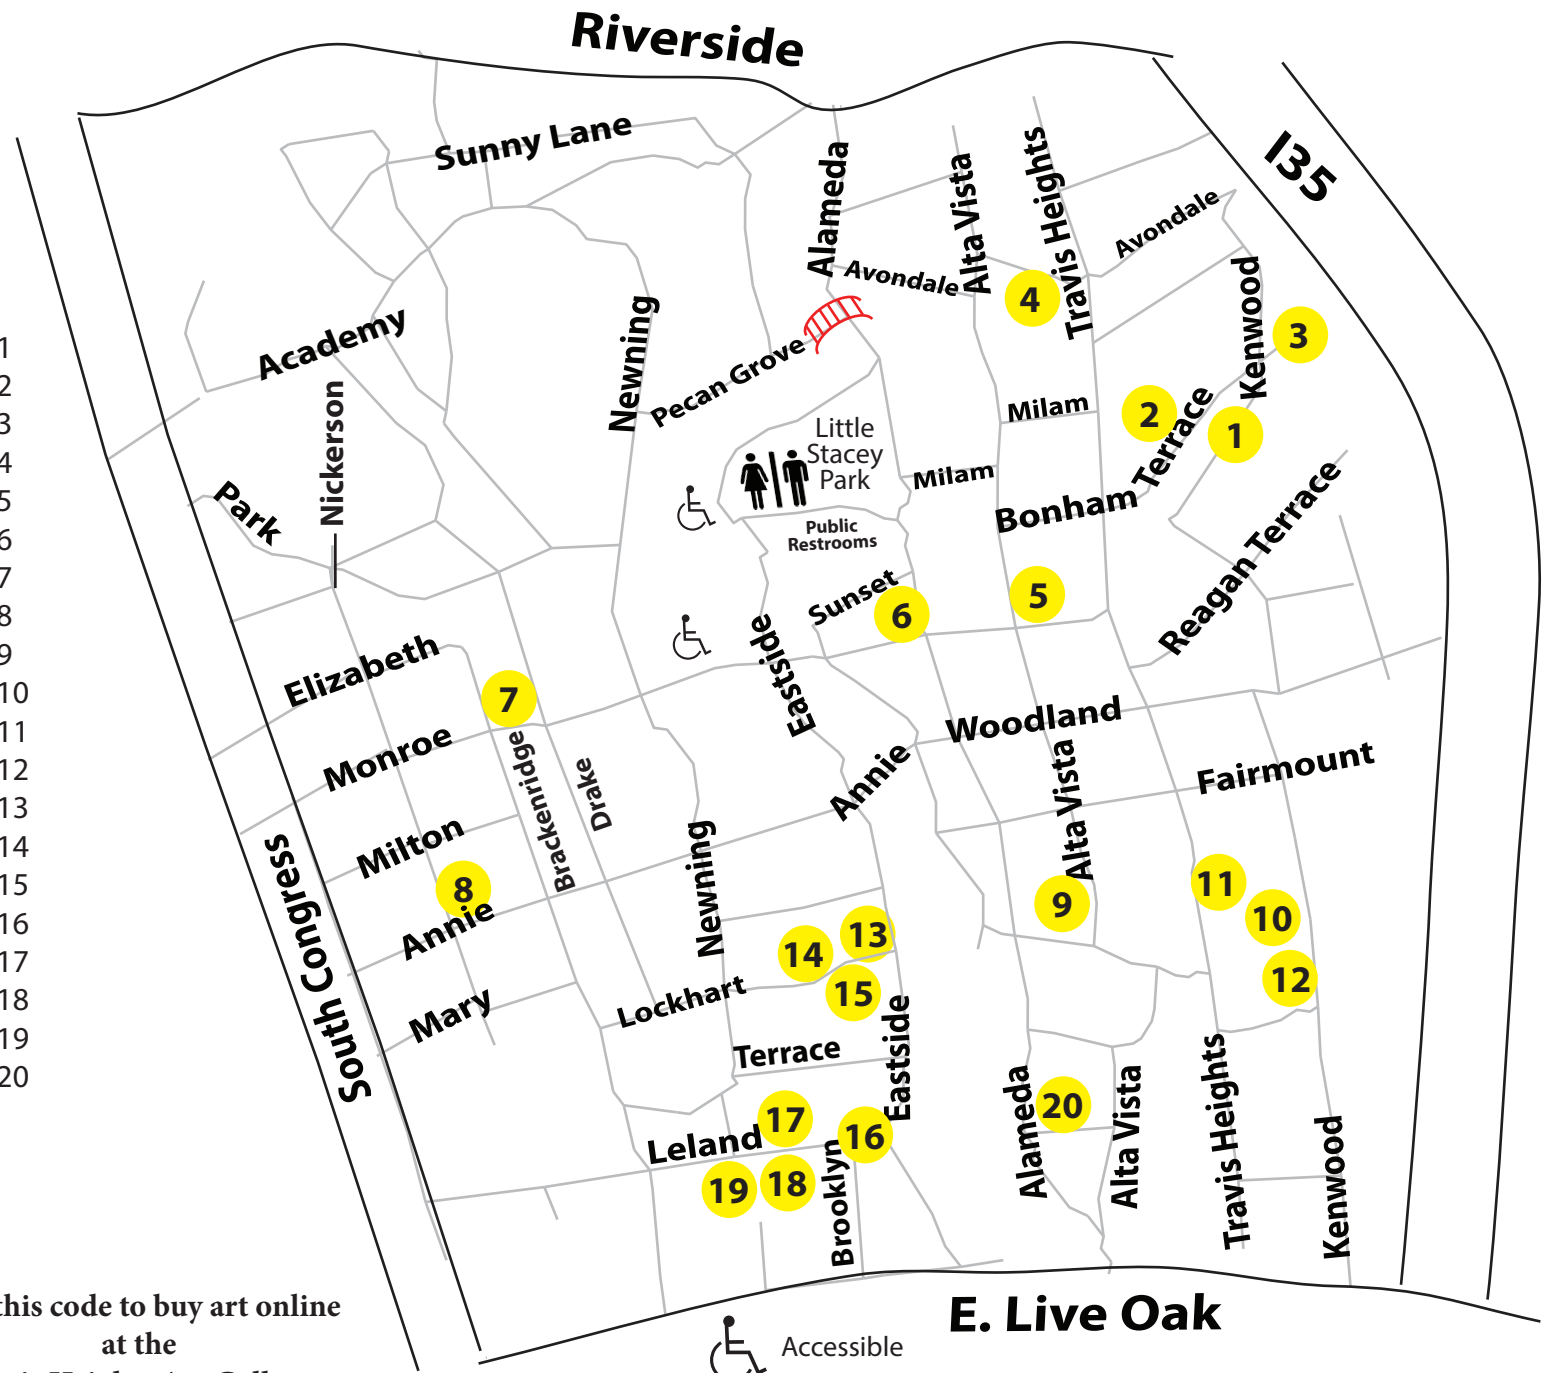 Riverside
Sunny Lane
I35
Alameda
Alta Vista
Travis Heights
Avondale
Avondale
Kenwood
4
3
Academy
Newning
Pecan Grove
Nickerson
Milam
2
Terrace
1
Little
Stacey
Park
Milam
Bonham
Park
Public
Restrooms
Reagan Terrace
Sunset
6
5
Eastside
Elizabeth
7
Woodland
Monroe
Brackenridge
Drake
Annie
Alta Vista
Fairmount
Milton
8
Annie
South Congress
Newning
9
11
10
12
13
14
15
Mary
Lockhart
Terrace
Eastside
Alameda
20
Alta Vista
Travis Heights
Kenwood
17
16
Leland
19
18
Brooklyn
E. Live Oak
Accessible
1
2
3
4
5
6
7
8
9
10
11
12
13
14
15
16
17
18
19
20
this code to buy art online
at the